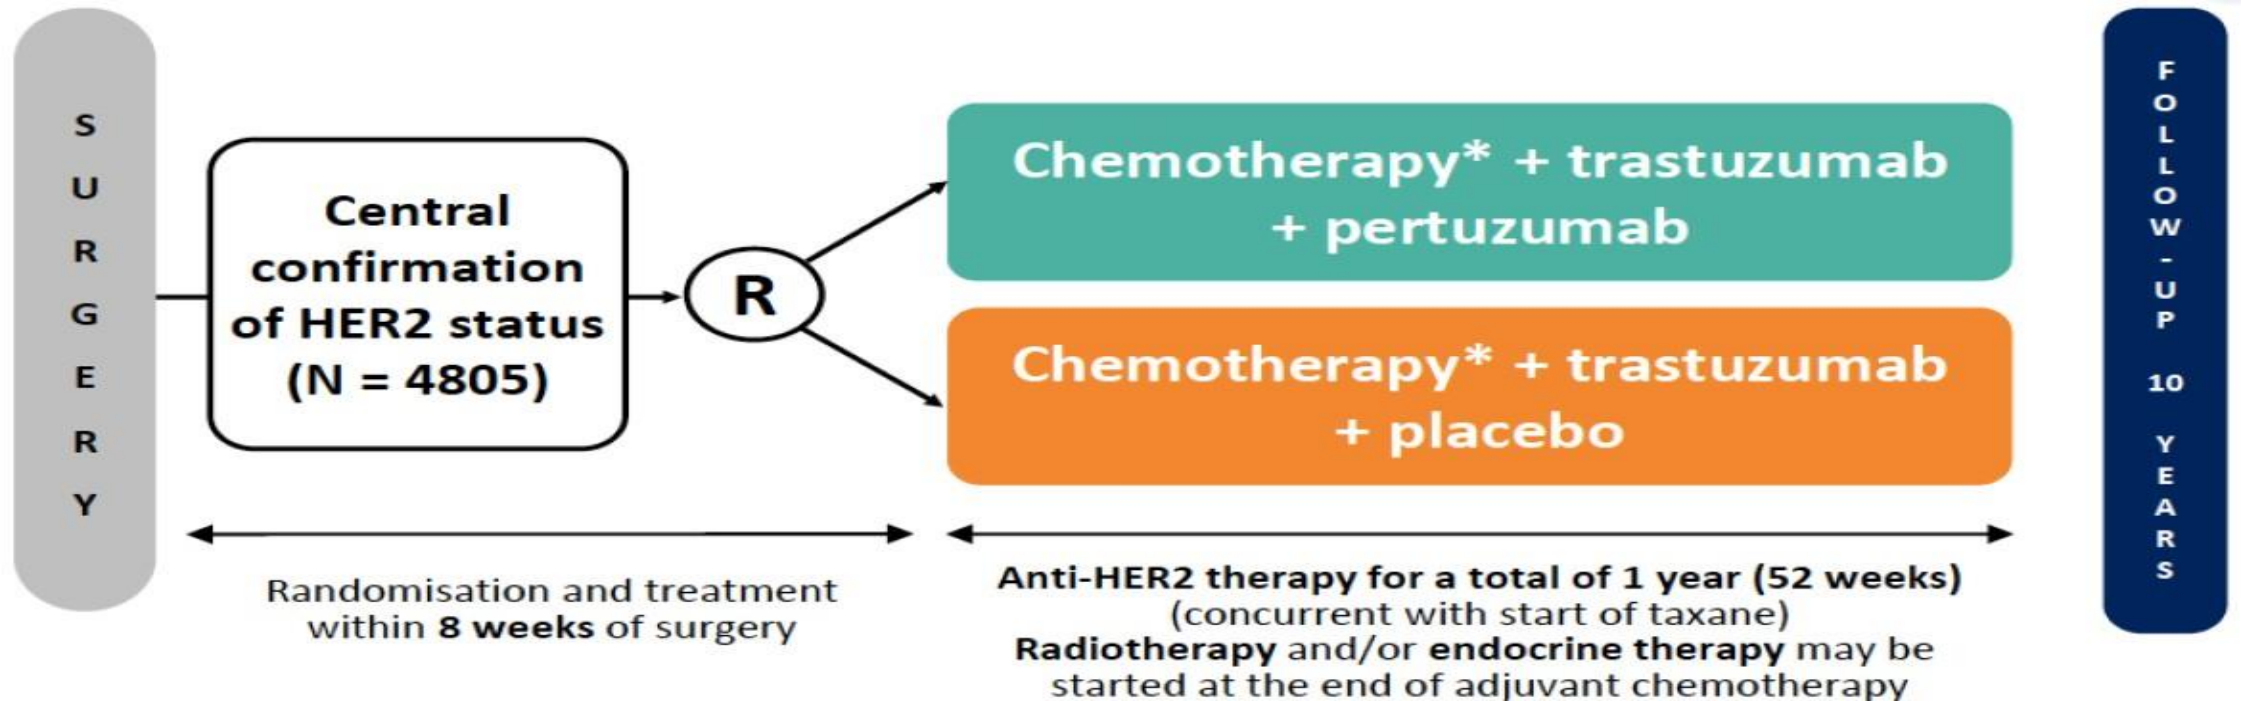 SURGERY
Central
confirmation
of HER2 status
(N = 4805)
R
Chemotherapy* + trastuzumab
+ pertuzumab
Chemotherapy* + trastuzumab
+ placebo
Randomisation and treatment
within 8 weeks of surgery
Anti-HER2 therapy for a total of 1 year (52 weeks)
(concurrent with start of taxane)
Radiotherapy and/or endocrine therapy may be
started at the end of adjuvant chemotherapy
FOLLOW-UP 10 YEARS